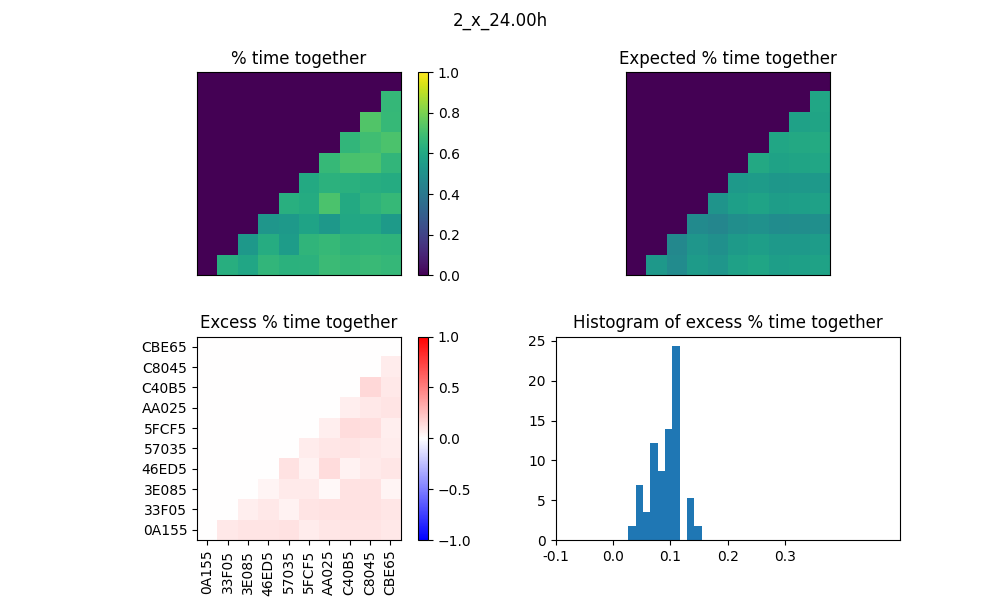 2_x_24.00h
% time together
Expected % time together
1.0
0.8
0.6
0.4
0.2
0.0
Excess % time together
Histogram of excess % time together
CBE65
C8045
C40B5
AA025
5FCF5
57035
46ED5
3E085
33F05
0A155
0A155
33F05
3E085
46ED5
57035
5FCF5
AA025
C40B5
C8045
CBE65
1.0
0.5
0.0
−0.5
−1.0
25
20
15
10
5
0
-0.1
0.0
0.1
0.2
0.3